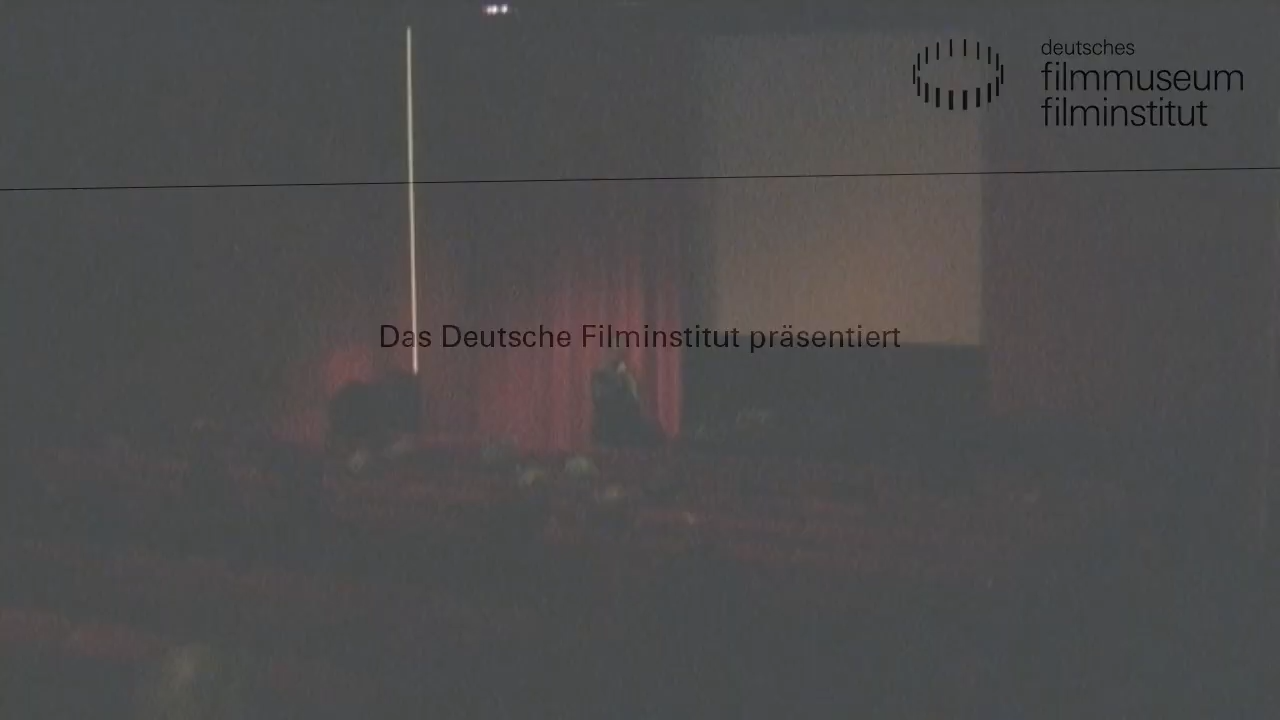 deutsches
filmmuseum
filminstitut
Das Deutsche Filminstitut präsentiert